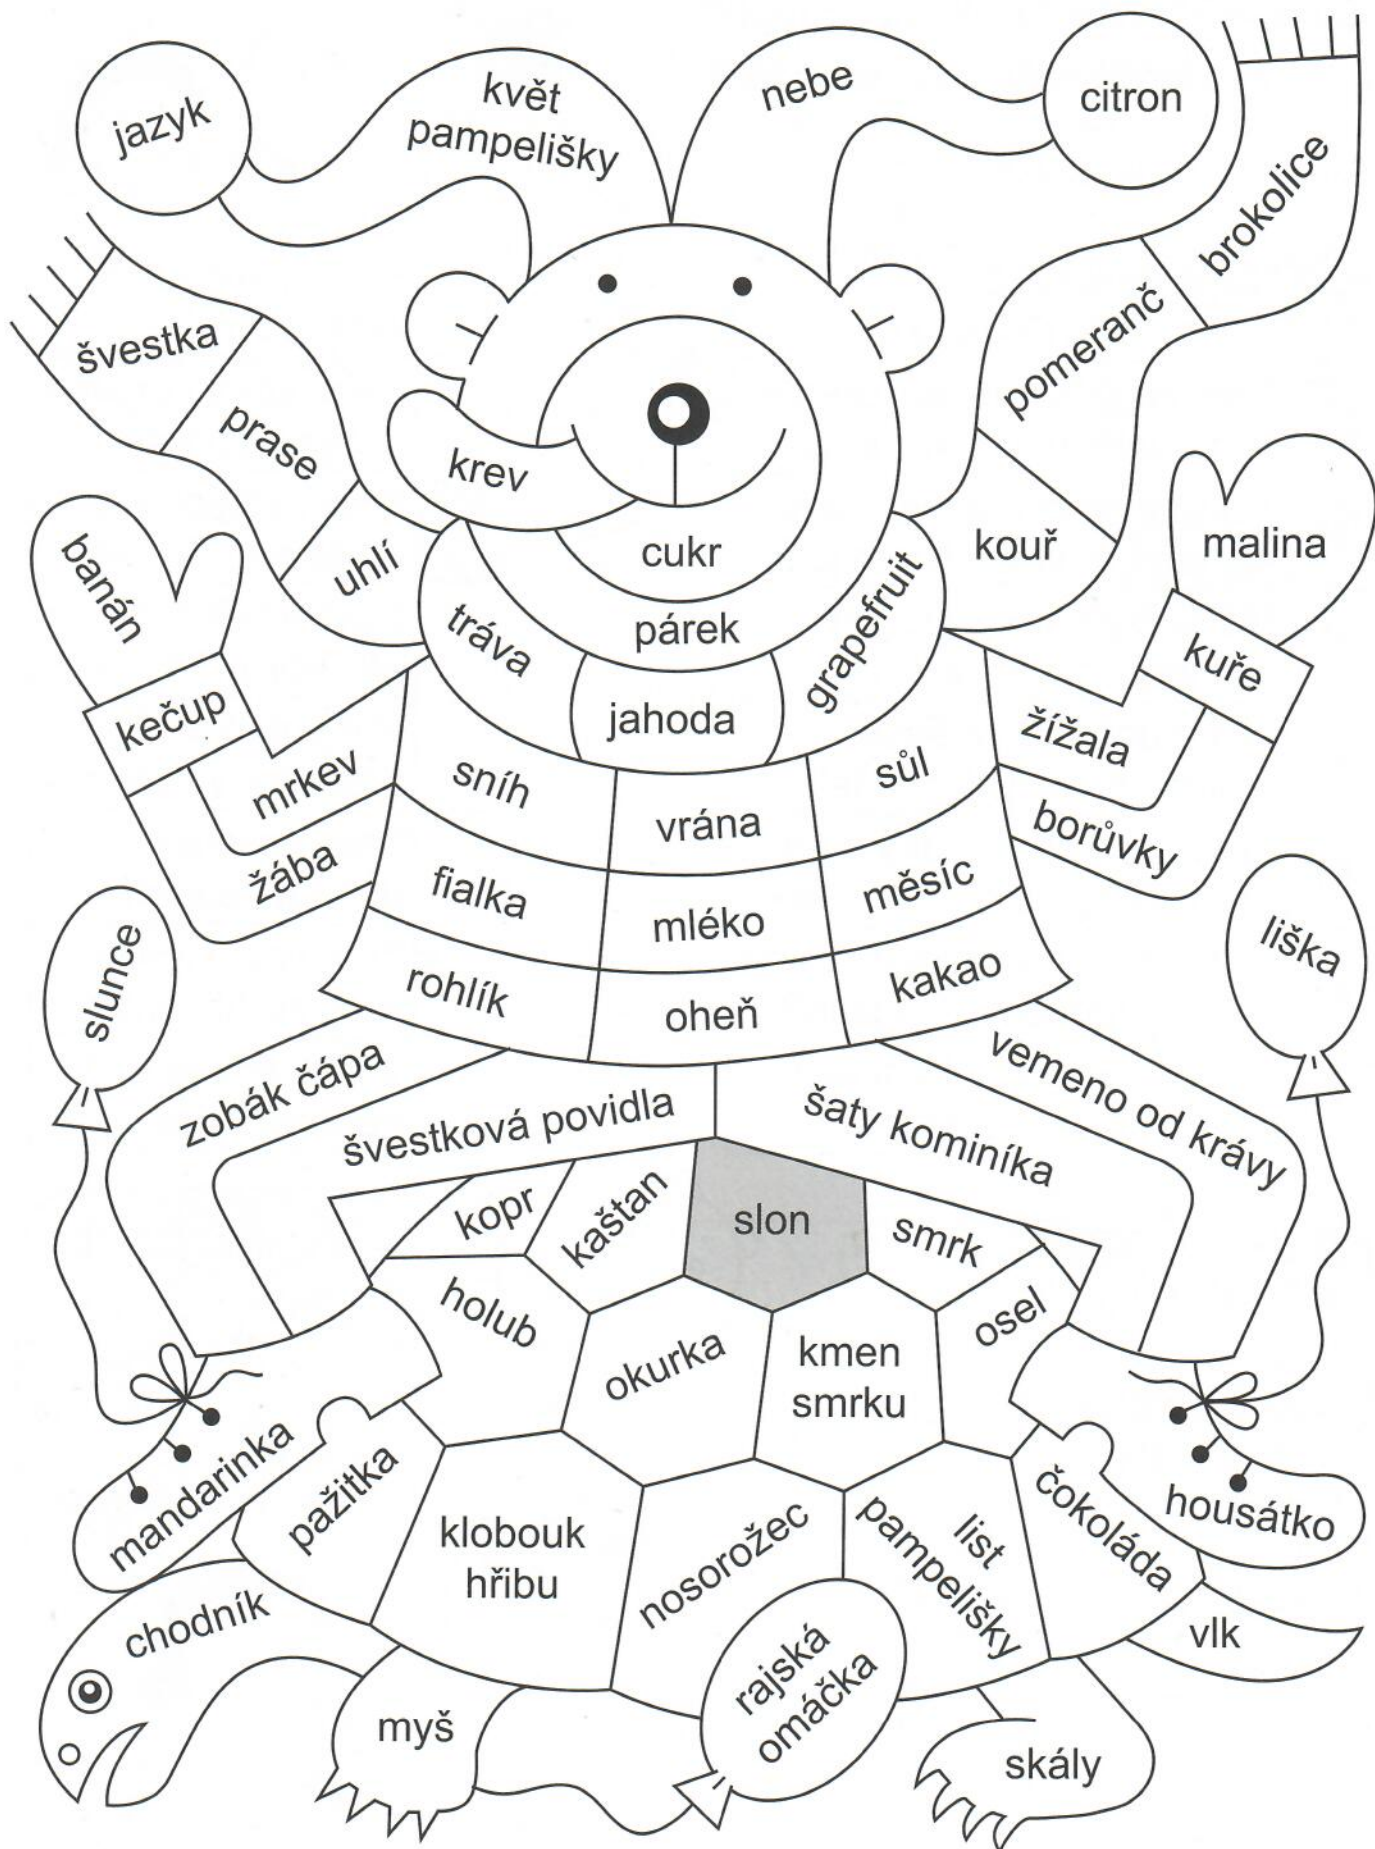 jazyk
květ
pampelišky
nebe
citron
brokolice
švestka
prase
uhlí
pomeranč
kouř
krev
cukr
párek
banán
malina
kečup
kuře
tráva
jahoda
grapefruit
mrkev
žába
sníh
vrána
sůl
žížala
borůvky
fialka
mléko
měsíc
slunce
liška
rohlík
oheň
kakao
zobák čápa
švestková povidla
šaty kominíka
vemeno od krávy
kopr
kaštan
slon
smrk
holub
okurka
kmen
smrku
osel
mandarinka
pažitka
klobouk
hřibu
nosorožec
list
pampelišky
čokoláda
housátko
chodník
myš
rajská
omáčka
skály
vlk